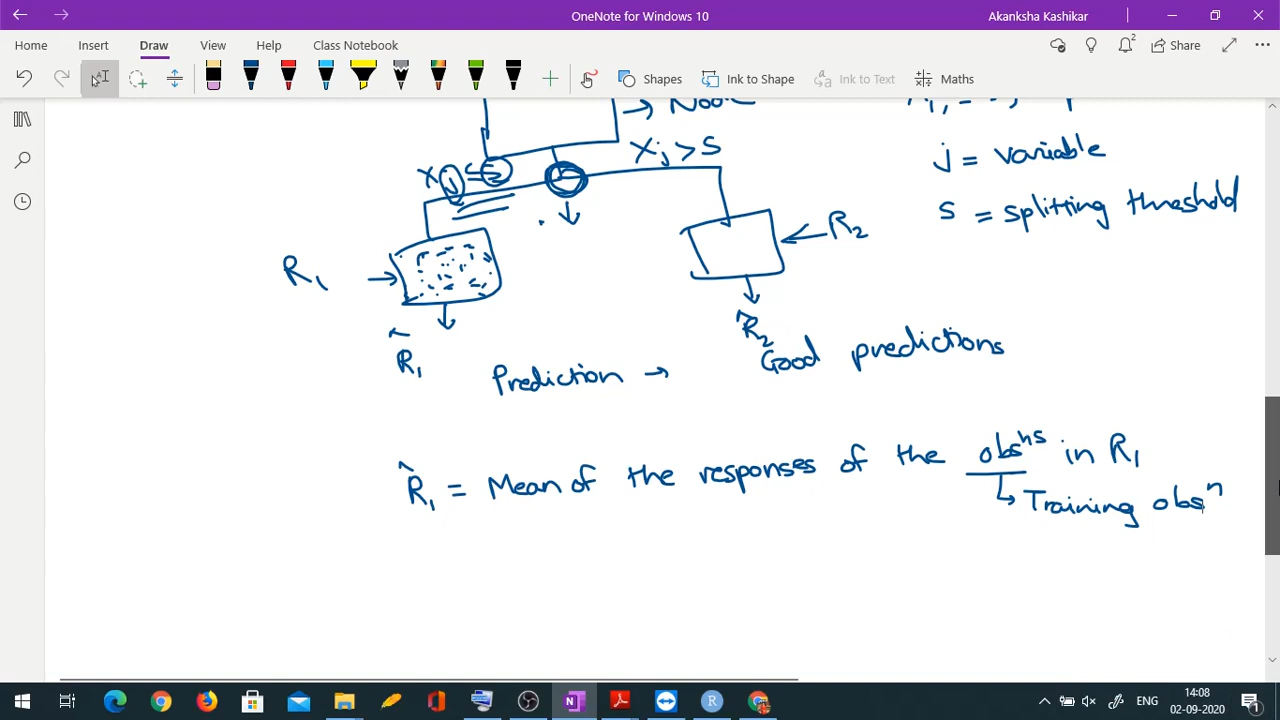 OneNote for Windows 10
Akanksha Kashikar
Home Insert Draw View Help Class Notebook
Share
Shapes
Ink to Shape
Ink to Text
Maths
→ Node
Xj ≤ S
Xj > S
j = variable
s = splitting threshold
R1 →
← R2
R̂1
R̂2
Prediction →
Good predictions
R̂1 = Mean of the responses of the obsⁿˢ in R1
↳ Training obsⁿ
ENG
14:08
02-09-2020